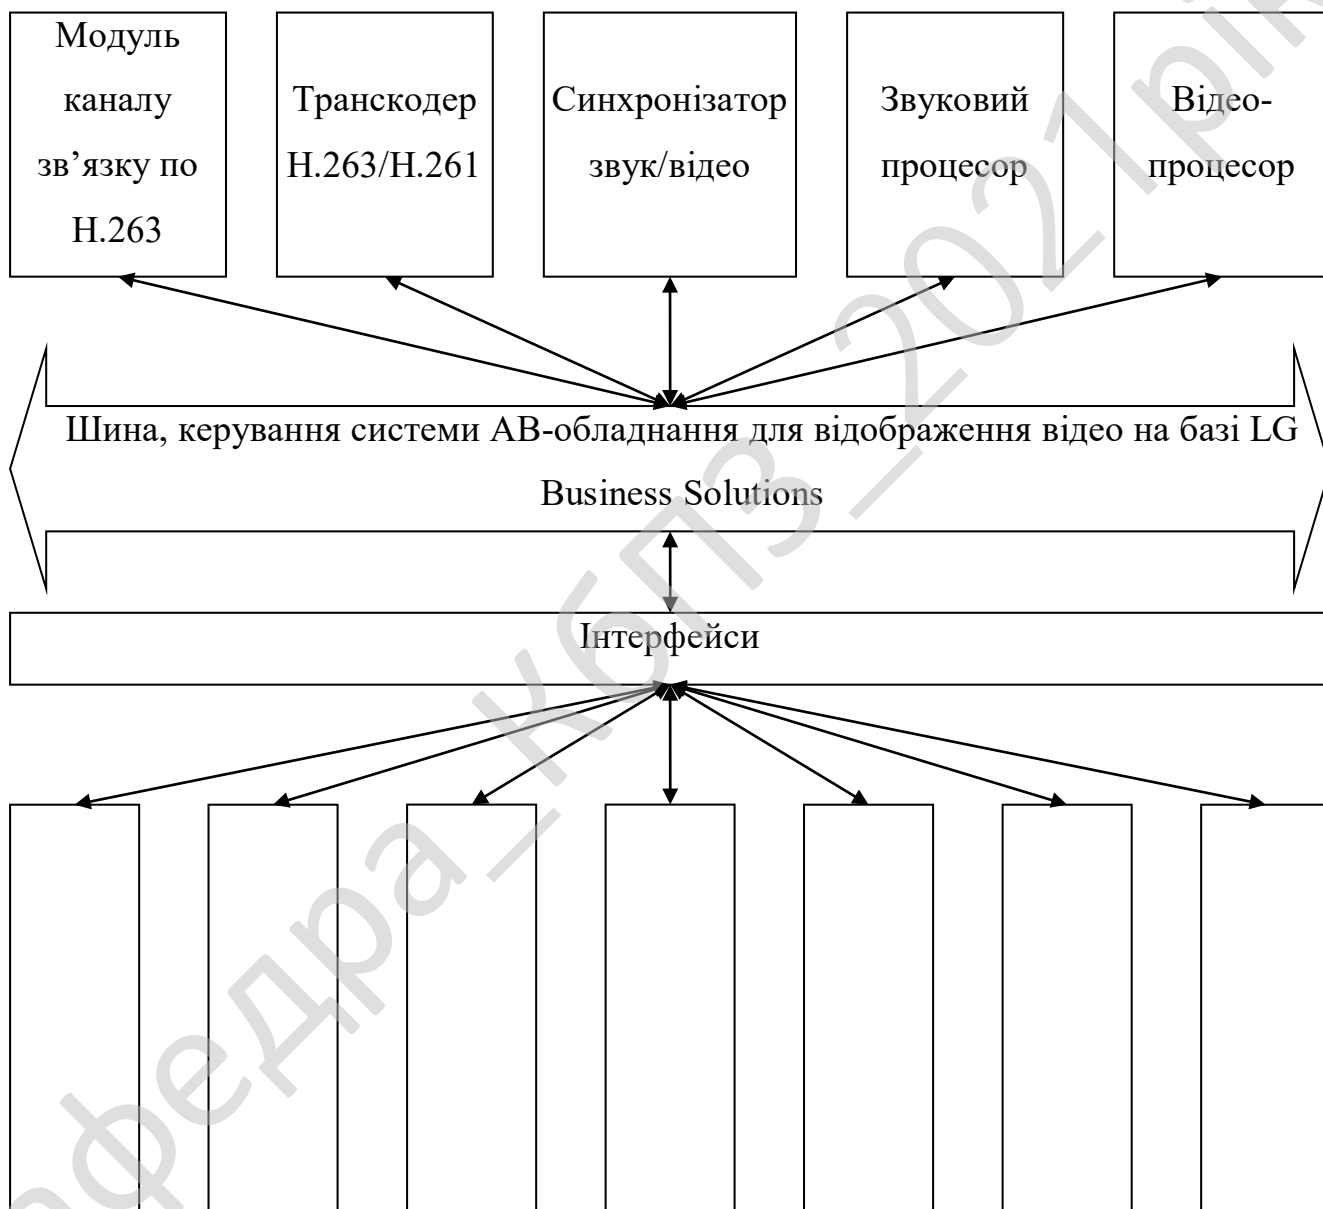 Модуль
каналу
зв’язку по
Н.263
Транскодер
Н.263/Н.261
Синхронізатор
звук/відео
Звуковий
процесор
Відео-
процесор
Шина, керування системи АВ-обладнання для відображення відео на базі LG
Business Solutions
Інтерфейси
афедра_КбПЗ_2021рік